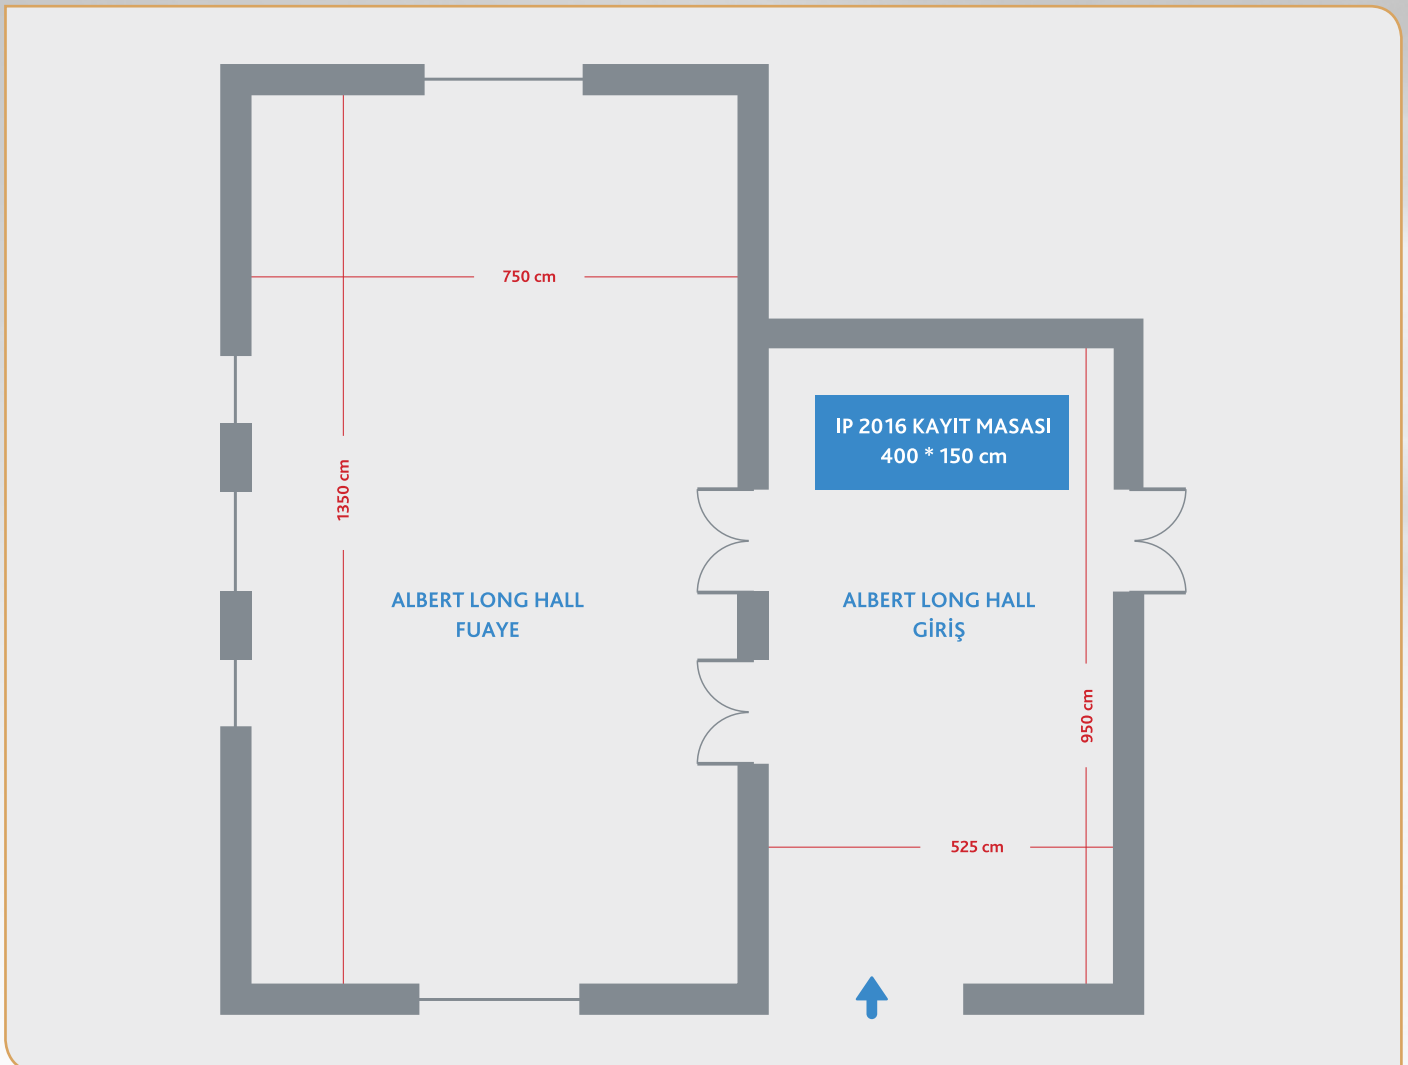 750 cm
IP 2016 KAYIT MASASI
400 * 150 cm
1350 cm
ALBERT LONG HALL
FUAYE
ALBERT LONG HALL
GİRİŞ
950 cm
525 cm